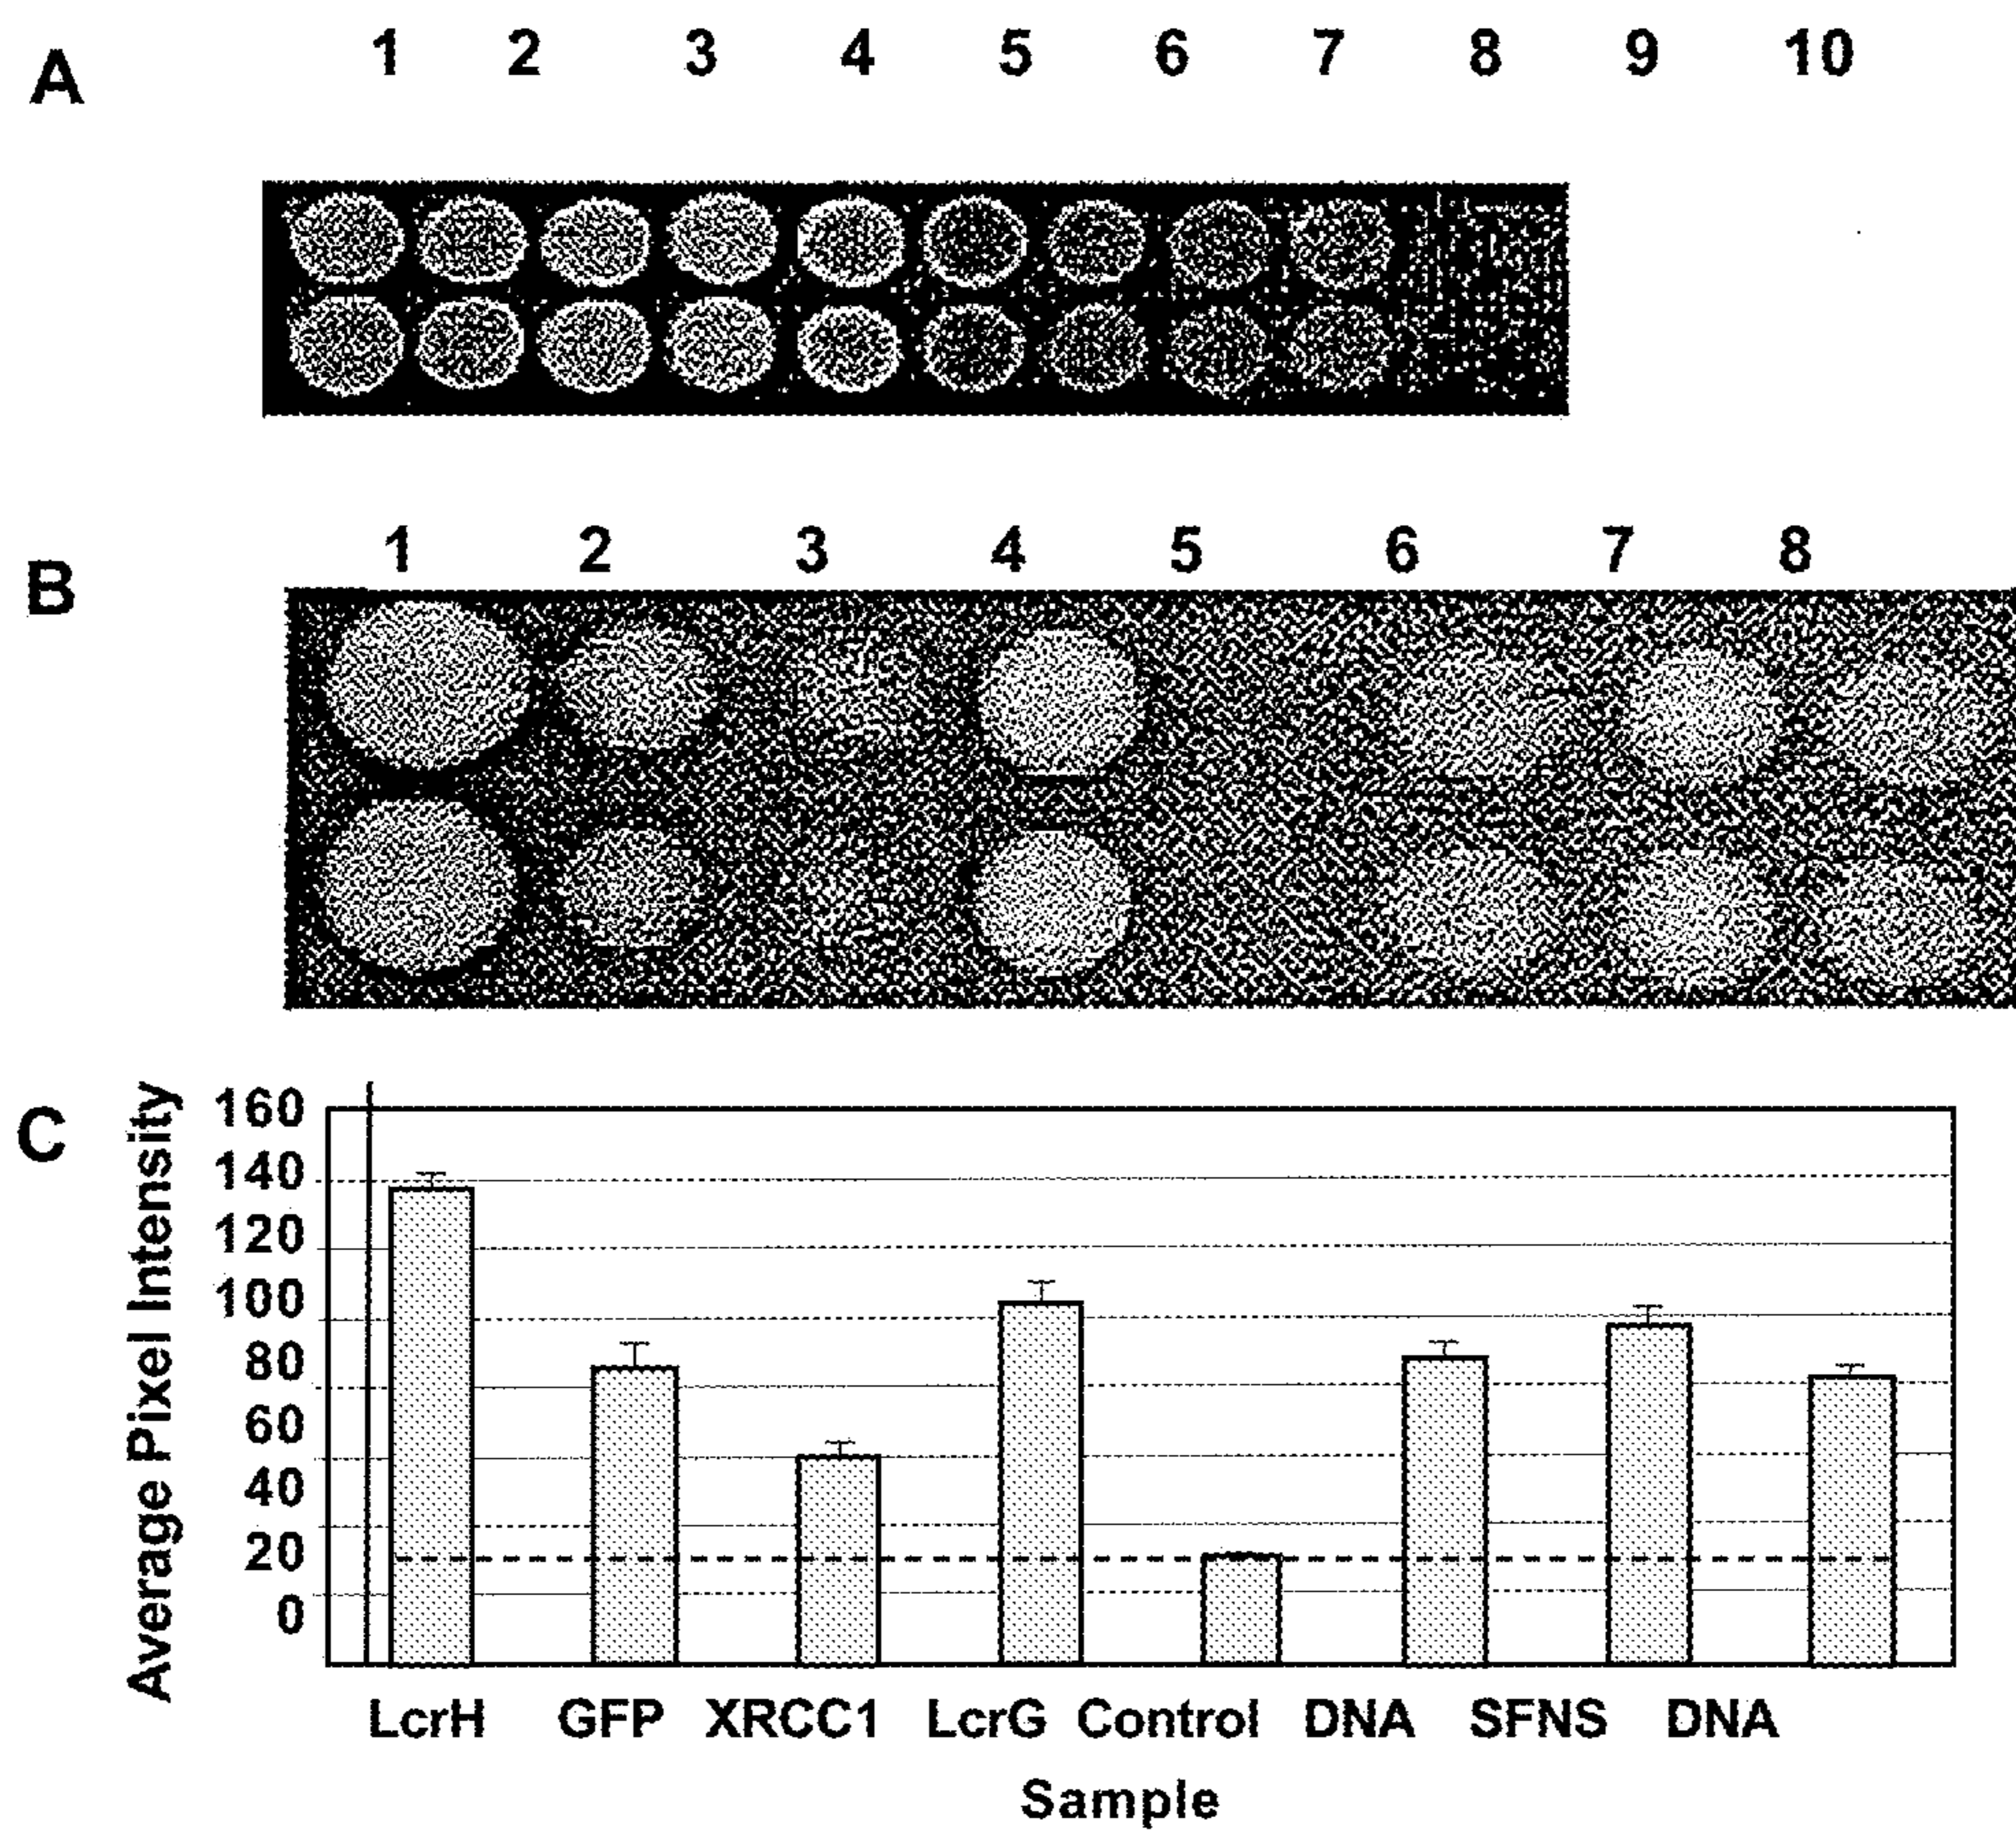 A
1 2 3 4 5 6 7 8 9 10
B
1 2 3 4 5 6 7 8
C
Average Pixel Intensity
160
140
120
100
80
60
40
20
0
LcrH GFP XRCC1 LcrG Control DNA SFNS DNA
Sample